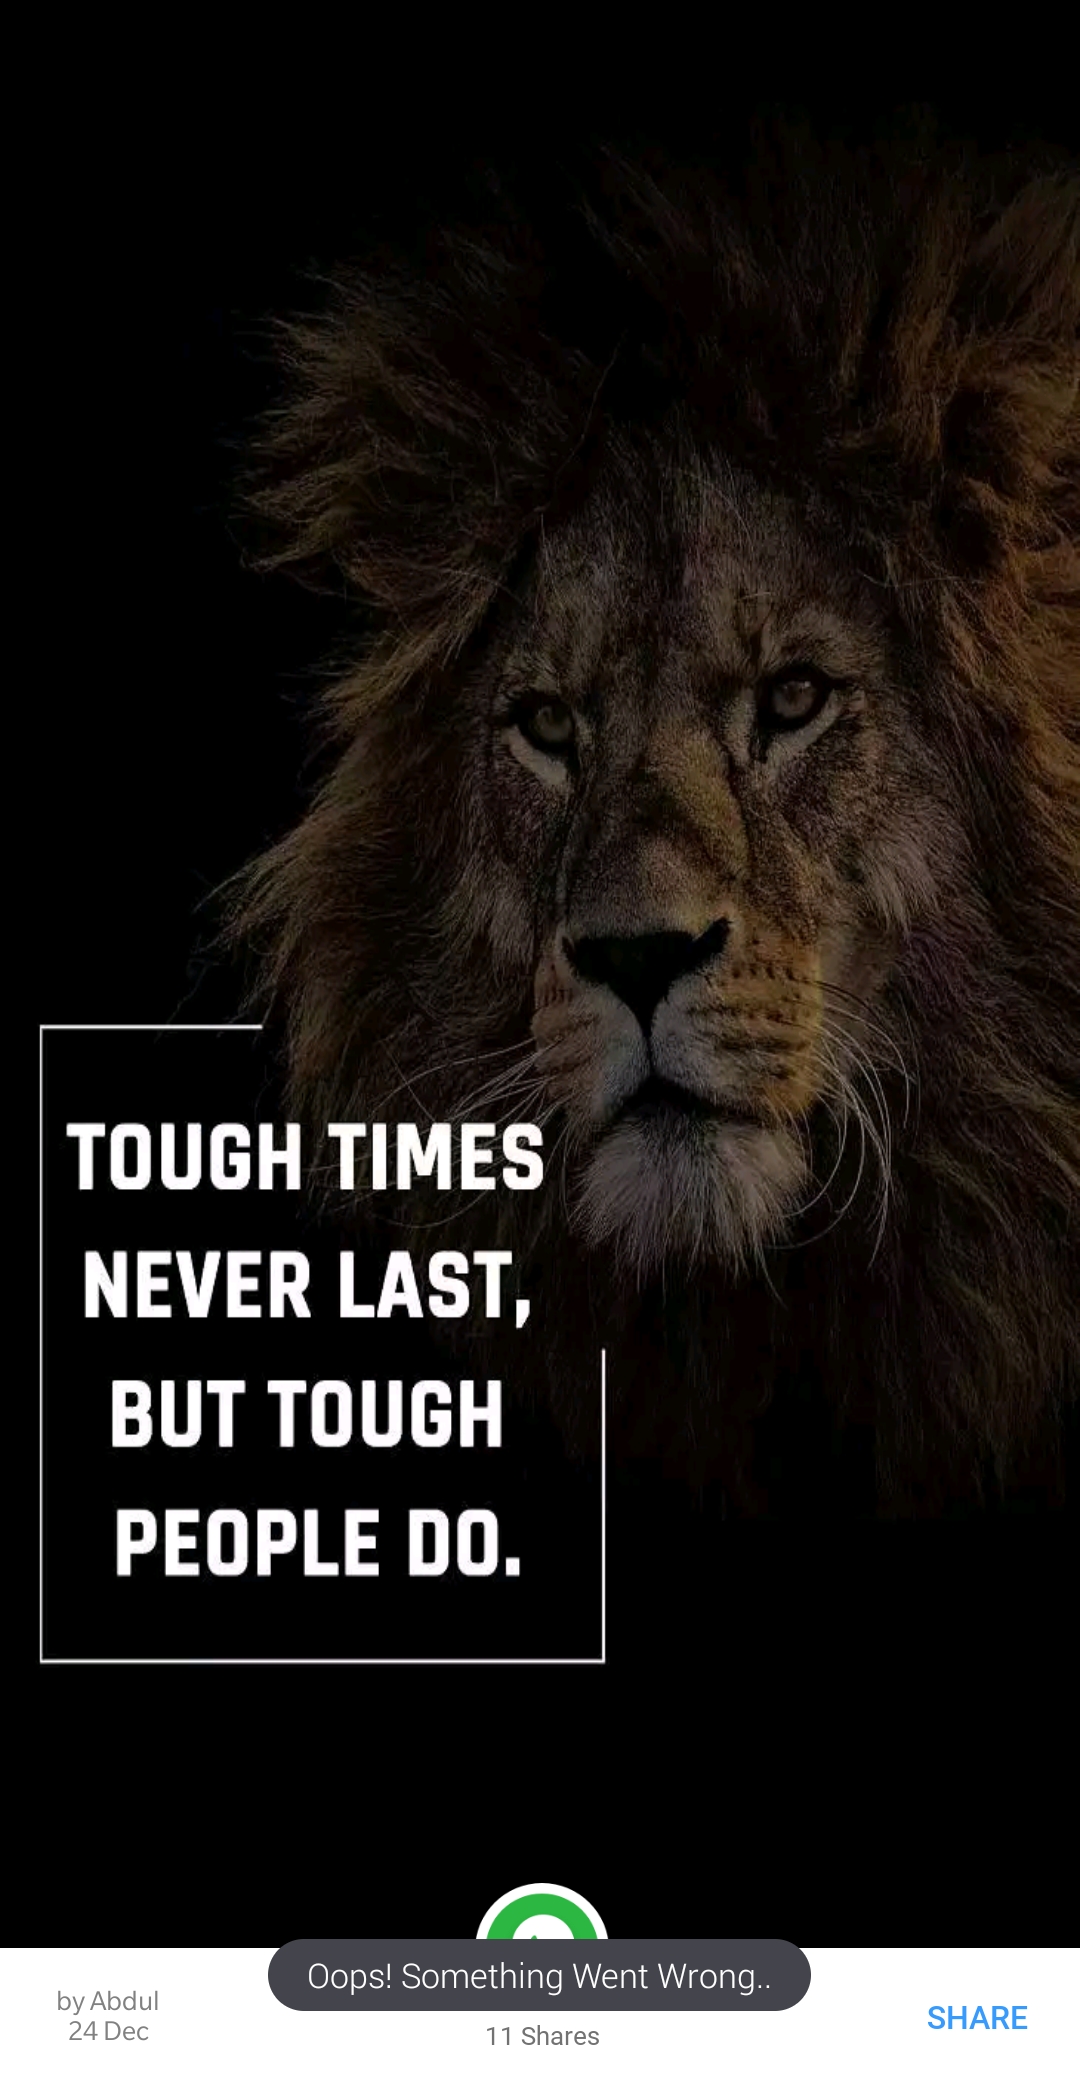 TOUGH TIMES
NEVER LAST,
BUT TOUGH
PEOPLE DO.
Oops! Something Went Wrong..
by Abdul
24 Dec
11 Shares
SHARE